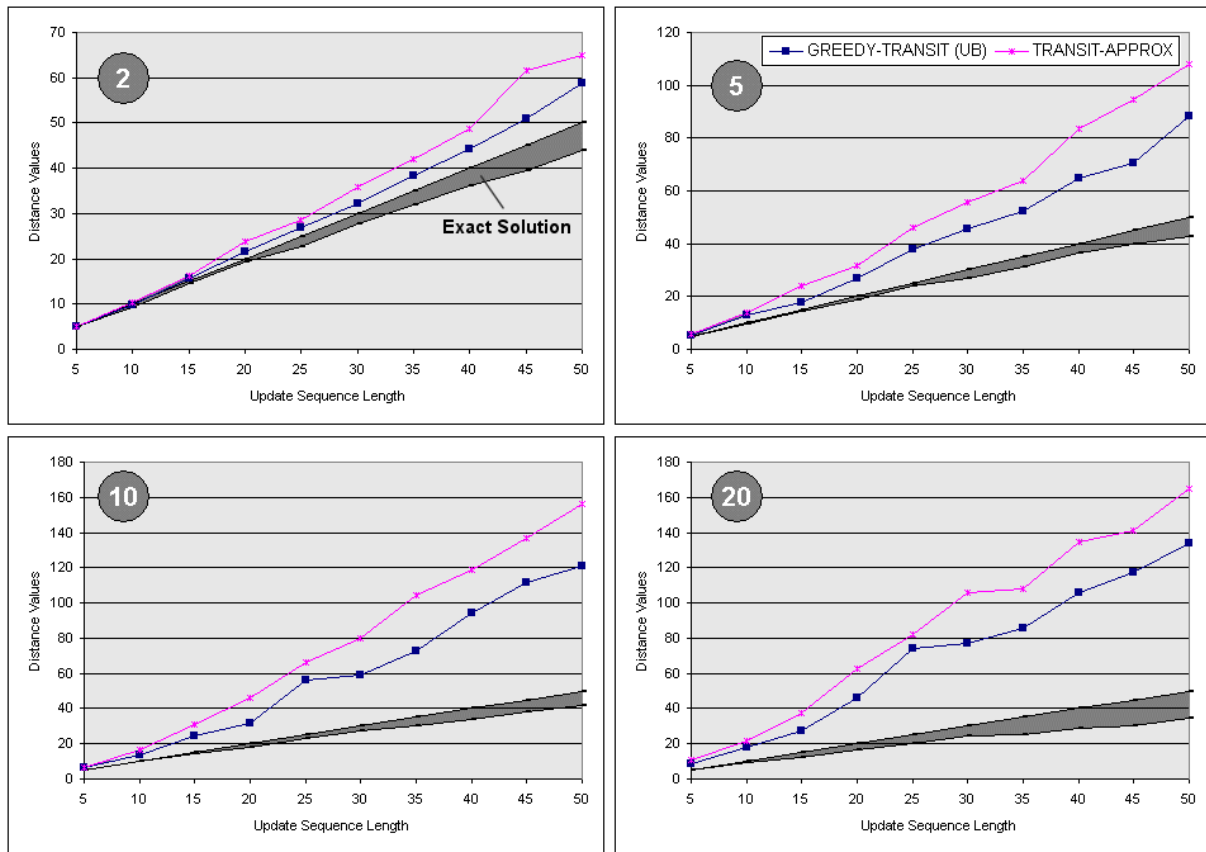 2
70
60
50
40
30
20
10
0
Distance Values
Exact Solution
5 10 15 20 25 30 35 40 45 50
Update Sequence Length
5
GREEDY-TRANSIT (UB) TRANSIT-APPROX
120
100
80
60
40
20
0
Distance Values
5 10 15 20 25 30 35 40 45 50
Update Sequence Length
10
180
160
140
120
100
80
60
40
20
0
Distance Values
5 10 15 20 25 30 35 40 45 50
Update Sequence Length
20
180
160
140
120
100
80
60
40
20
0
Distance Values
5 10 15 20 25 30 35 40 45 50
Update Sequence Length